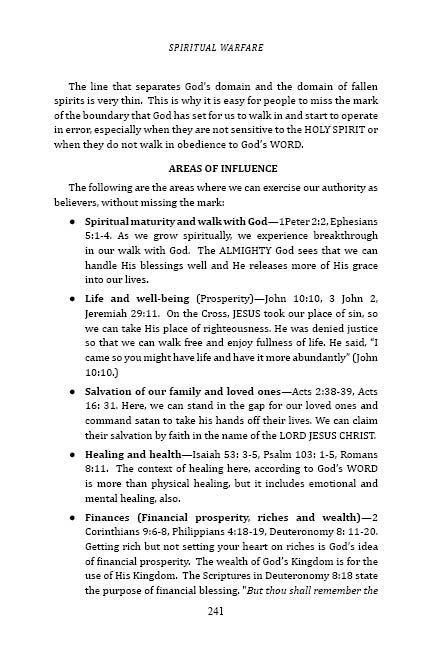 SPIRITUAL WARFARE
The line that separates God's domain and the domain of fallen
spirits is very thin.  This is why it is easy for people to miss the mark
of the boundary that God has set for us to walk in and start to operate
in error, especially when they are not sensitive to the HOLY SPIRIT or
when they do not walk in obedience to God's WORD.
AREAS OF INFLUENCE
The following are the areas where we can exercise our authority as
believers, without missing the mark:
● Spiritual maturity and walk with God—1Peter 2:2, Ephesians
5:1-4. As we grow spiritually, we experience breakthrough
in our walk with God.  The ALMIGHTY God sees that we can
handle His blessings well and He releases more of His grace
into our lives.
● Life and well-being (Prosperity)—John 10:10, 3 John 2,
Jeremiah 29:11.  On the Cross, JESUS took our place of sin, so
we can take His place of righteousness. He was denied justice
so that we can walk free and enjoy fullness of life. He said, “I
came so you might have life and have it more abundantly” (John
10:10.)
● Salvation of our family and loved ones—Acts 2:38-39, Acts
16: 31. Here, we can stand in the gap for our loved ones and
command satan to take his hands off their lives. We can claim
their salvation by faith in the name of the LORD JESUS CHRIST.
● Healing and health—Isaiah 53: 3-5, Psalm 103: 1-5, Romans
8:11.  The context of healing here, according to God's WORD
is more than physical healing, but it includes emotional and
mental healing, also.
● Finances (Financial prosperity, riches and wealth)—2
Corinthians 9:6-8, Philippians 4:18-19, Deuteronomy 8: 11-20.
Getting rich but not setting your heart on riches is God's idea
of financial prosperity.  The wealth of God's Kingdom is for the
use of His Kingdom.  The Scriptures in Deuteronomy 8:18 state
the purpose of financial blessing. "But thou shall remember the
241